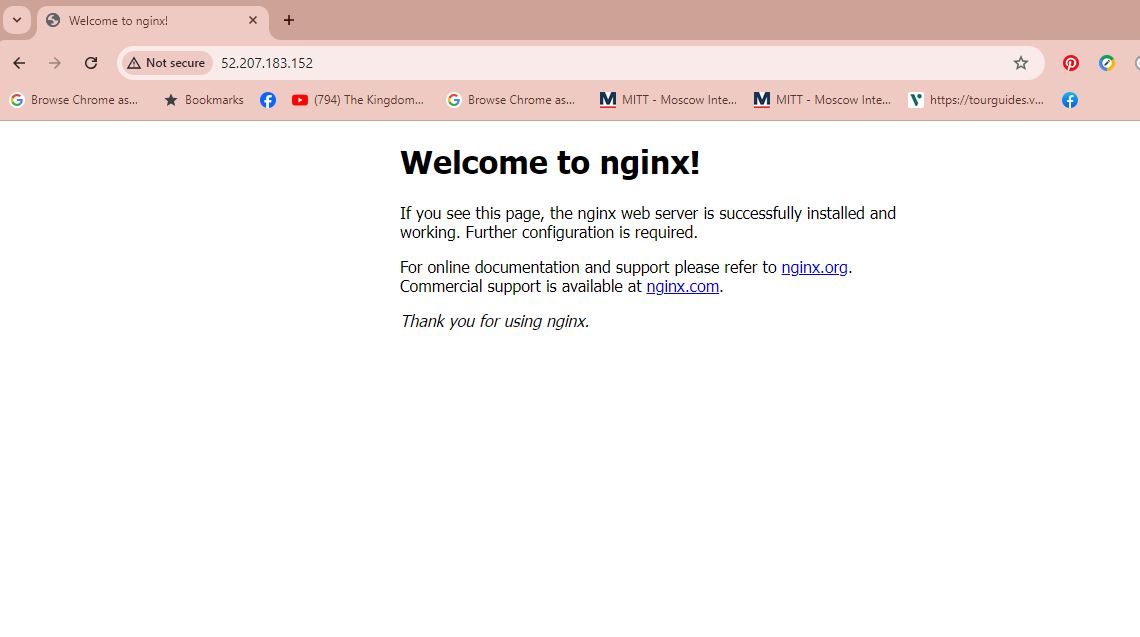 Welcome to nginx!
Not secure 52.207.183.152
Browse Chrome as... Bookmarks (794) The Kingdom... Browse Chrome as... MITT - Moscow Inte... MITT - Moscow Inte... https://tourguides.v...
Welcome to nginx!
If you see this page, the nginx web server is successfully installed and
working. Further configuration is required.
For online documentation and support please refer to nginx.org.
Commercial support is available at nginx.com.
Thank you for using nginx.